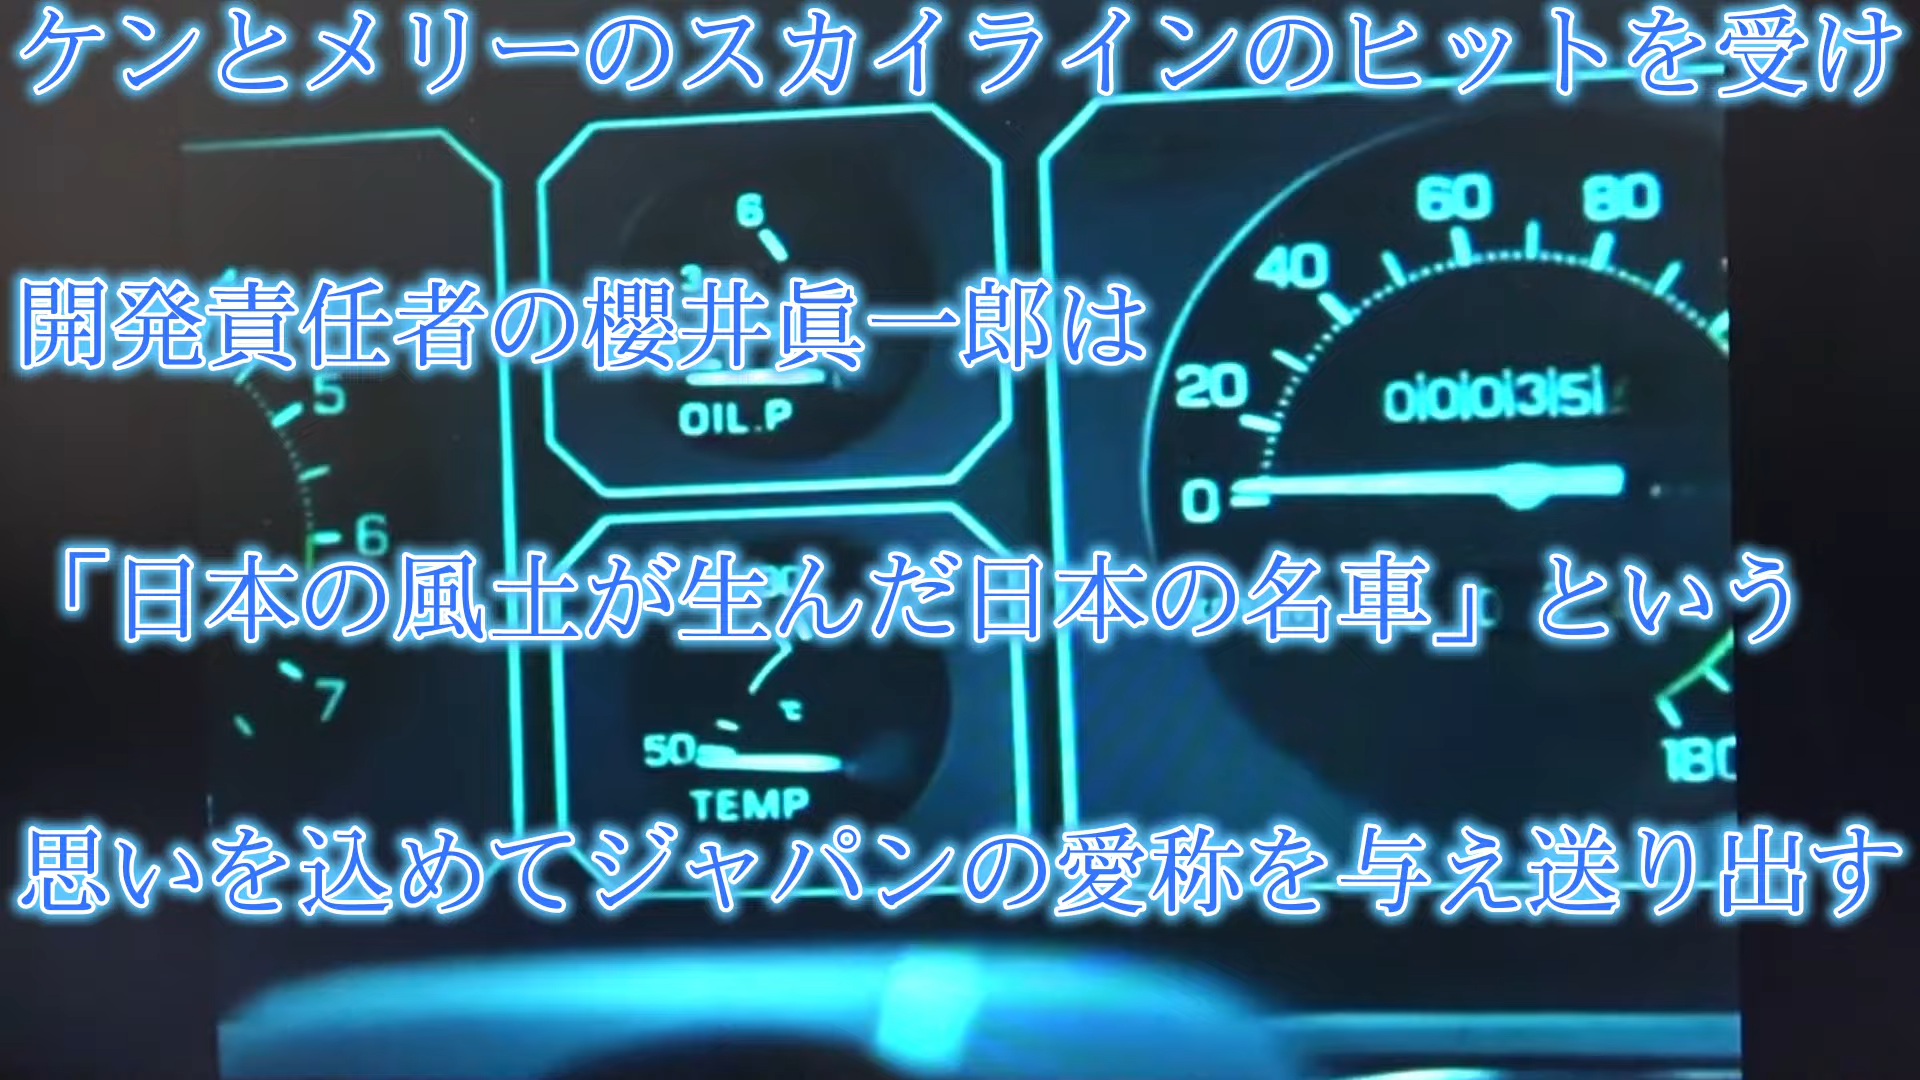 ケンとメリーのスカイラインのヒットを受け
6
60 80
40
3
開発責任者の櫻井眞一郎は
5
20
00035
OIL.P
0
6
「日本の風土が生んだ日本の名車」という
7
℃
50
180
TEMP
思いを込めてジャパンの愛称を与え送り出す